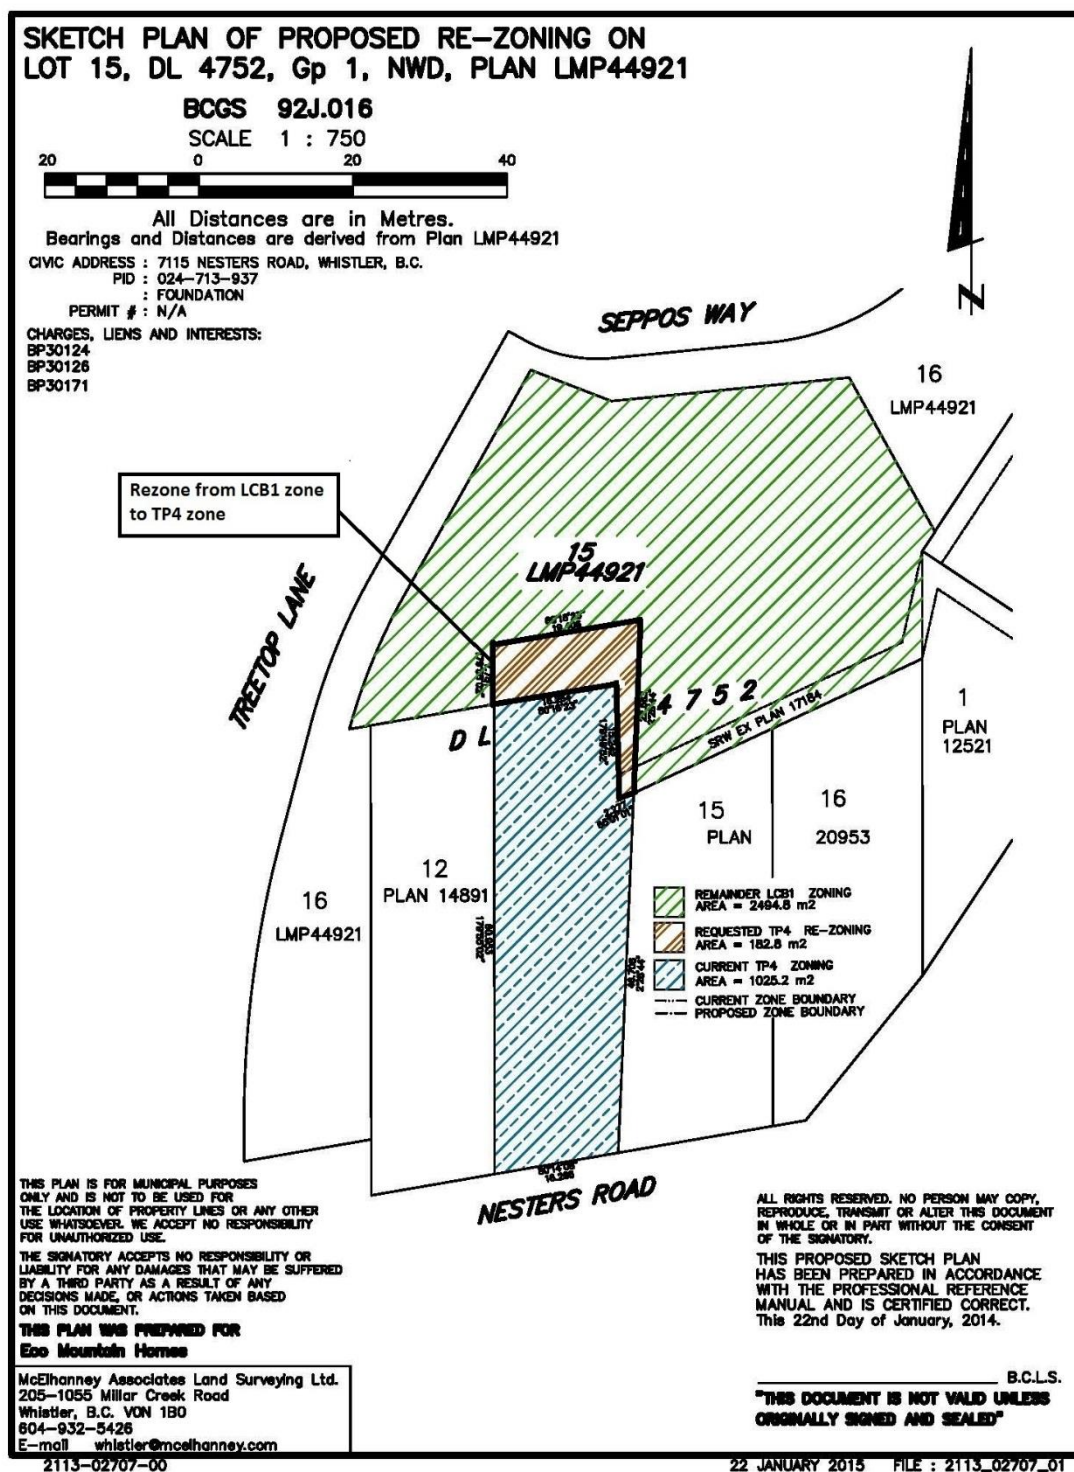 SKETCH PLAN OF PROPOSED RE-ZONING ON
LOT 15, DL 4752, Gp 1, NWD, PLAN LMP44921
BCGS 92J.016
SCALE 1 : 750
20 0 20 40
All Distances are in Metres.
Bearings and Distances are derived from Plan LMP44921
CIVIC ADDRESS : 7115 NESTERS ROAD, WHISTLER, B.C.
PID : 024-713-937
: FOUNDATION
PERMIT # : N/A
CHARGES, LIENS AND INTERESTS:
BP30124
BP30126
BP30171
N
SEPPOS WAY
16
LMP44921
Rezone from LCB1 zone
to TP4 zone
15
LMP44921
TREETOP LANE
DL 4752
SRW EX PLAN 17184
1
PLAN
12521
15
PLAN
16
20953
12
PLAN 14891
16
LMP44921
REMAINDER LCB1 ZONING
AREA = 2494.8 m2
REQUESTED TP4 RE-ZONING
AREA = 182.8 m2
CURRENT TP4 ZONING
AREA = 1025.2 m2
CURRENT ZONE BOUNDARY
PROPOSED ZONE BOUNDARY
NESTERS ROAD
THIS PLAN IS FOR MUNICIPAL PURPOSES
ONLY AND IS NOT TO BE USED FOR
THE LOCATION OF PROPERTY LINES OR ANY OTHER
USE WHATSOEVER. WE ACCEPT NO RESPONSIBILITY
FOR UNAUTHORIZED USE.
THE SIGNATORY ACCEPTS NO RESPONSIBILITY OR
LIABILITY FOR ANY DAMAGES THAT MAY BE SUFFERED
BY A THIRD PARTY AS A RESULT OF ANY
DECISIONS MADE, OR ACTIONS TAKEN BASED
ON THIS DOCUMENT.
THIS PLAN WAS PREPARED FOR
Eco Mountain Homes
McElhanney Associates Land Surveying Ltd.
205-1055 Millar Creek Road
Whistler, B.C. V0N 1B0
604-932-5426
E-mail whistler@mcelhanney.com
2113-02707-00
ALL RIGHTS RESERVED. NO PERSON MAY COPY,
REPRODUCE, TRANSMIT OR ALTER THIS DOCUMENT
IN WHOLE OR IN PART WITHOUT THE CONSENT
OF THE SIGNATORY.
THIS PROPOSED SKETCH PLAN
HAS BEEN PREPARED IN ACCORDANCE
WITH THE PROFESSIONAL REFERENCE
MANUAL AND IS CERTIFIED CORRECT.
This 22nd Day of January, 2014.
B.C.L.S.
"THIS DOCUMENT IS NOT VALID UNLESS
ORIGINALLY SIGNED AND SEALED"
22 JANUARY 2015 FILE : 2113_02707_01